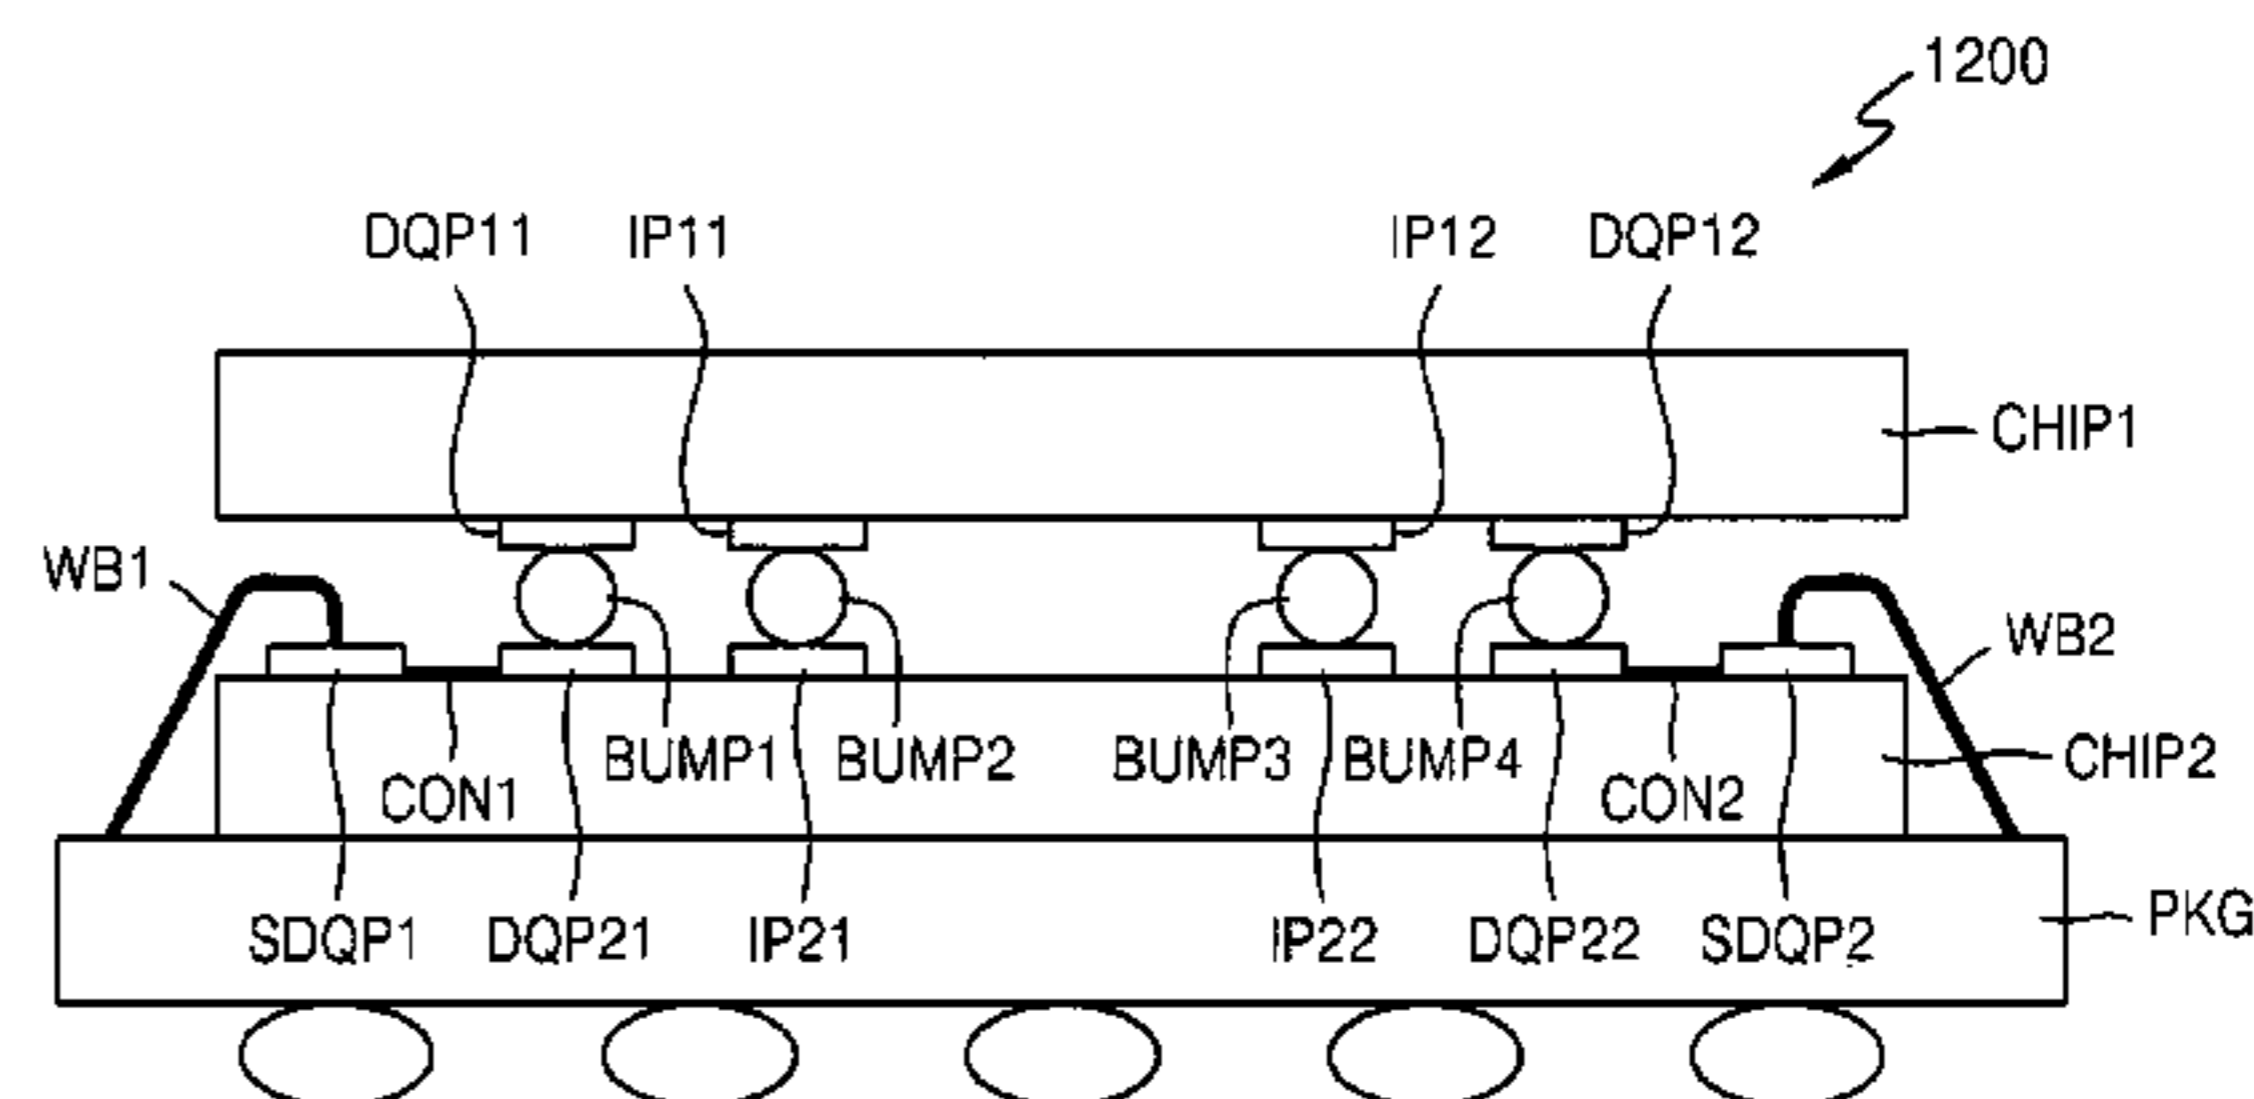 1200
DQP11 IP11 IP12 DQP12
CHIP1
WB1
WB2
BUMP1 BUMP2 BUMP3 BUMP4 CHIP2
CON1 CON2
SDQP1 DQP21 IP21 IP22 DQP22 SDQP2 PKG